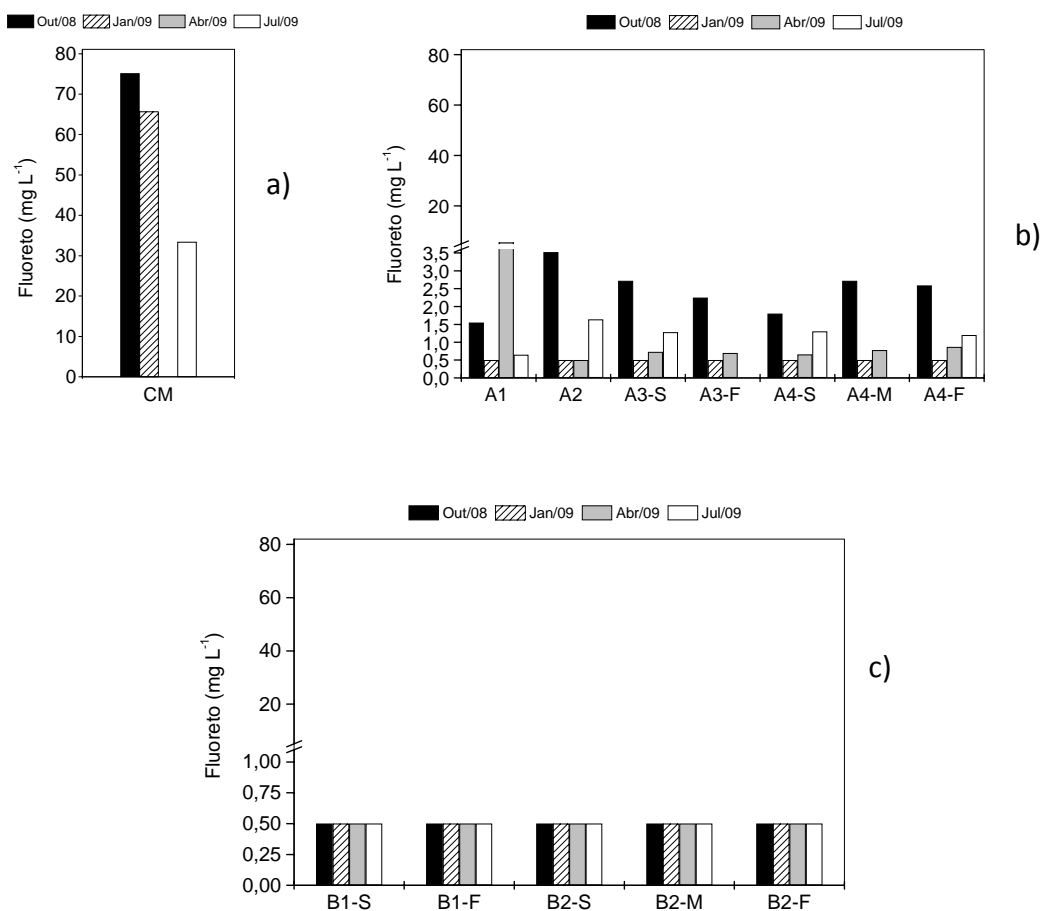 Out/08 Jan/09 Abr/09 Jul/09
80
70
60
50
40
30
20
10
0
Fluoreto (mg L⁻¹)
CM
a)
Out/08 Jan/09 Abr/09 Jul/09
80
60
40
20
3,5
3,0
2,5
2,0
1,5
1,0
0,5
0,0
Fluoreto (mg L⁻¹)
A1 A2 A3-S A3-F A4-S A4-M A4-F
b)
Out/08 Jan/09 Abr/09 Jul/09
80
60
40
20
1,00
0,75
0,50
0,25
0,00
Fluoreto (mg L⁻¹)
B1-S B1-F B2-S B2-M B2-F
c)